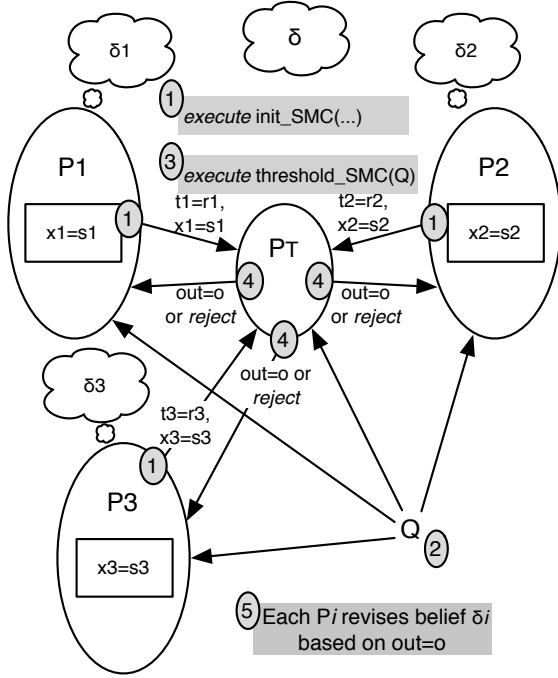 δ1
δ
δ2
1
execute init_SMC(...)
3
execute threshold_SMC(Q)
P1
P2
t1=r1,
x1=s1
t2=r2,
x2=s2
1
1
x1=s1
x2=s2
PT
4
4
out=o
or reject
out=o
or reject
4
out=o or
reject
δ3
t3=r3,
x3=s3
1
P3
Q
2
x3=s3
5
Each Pi revises belief δi
based on out=o